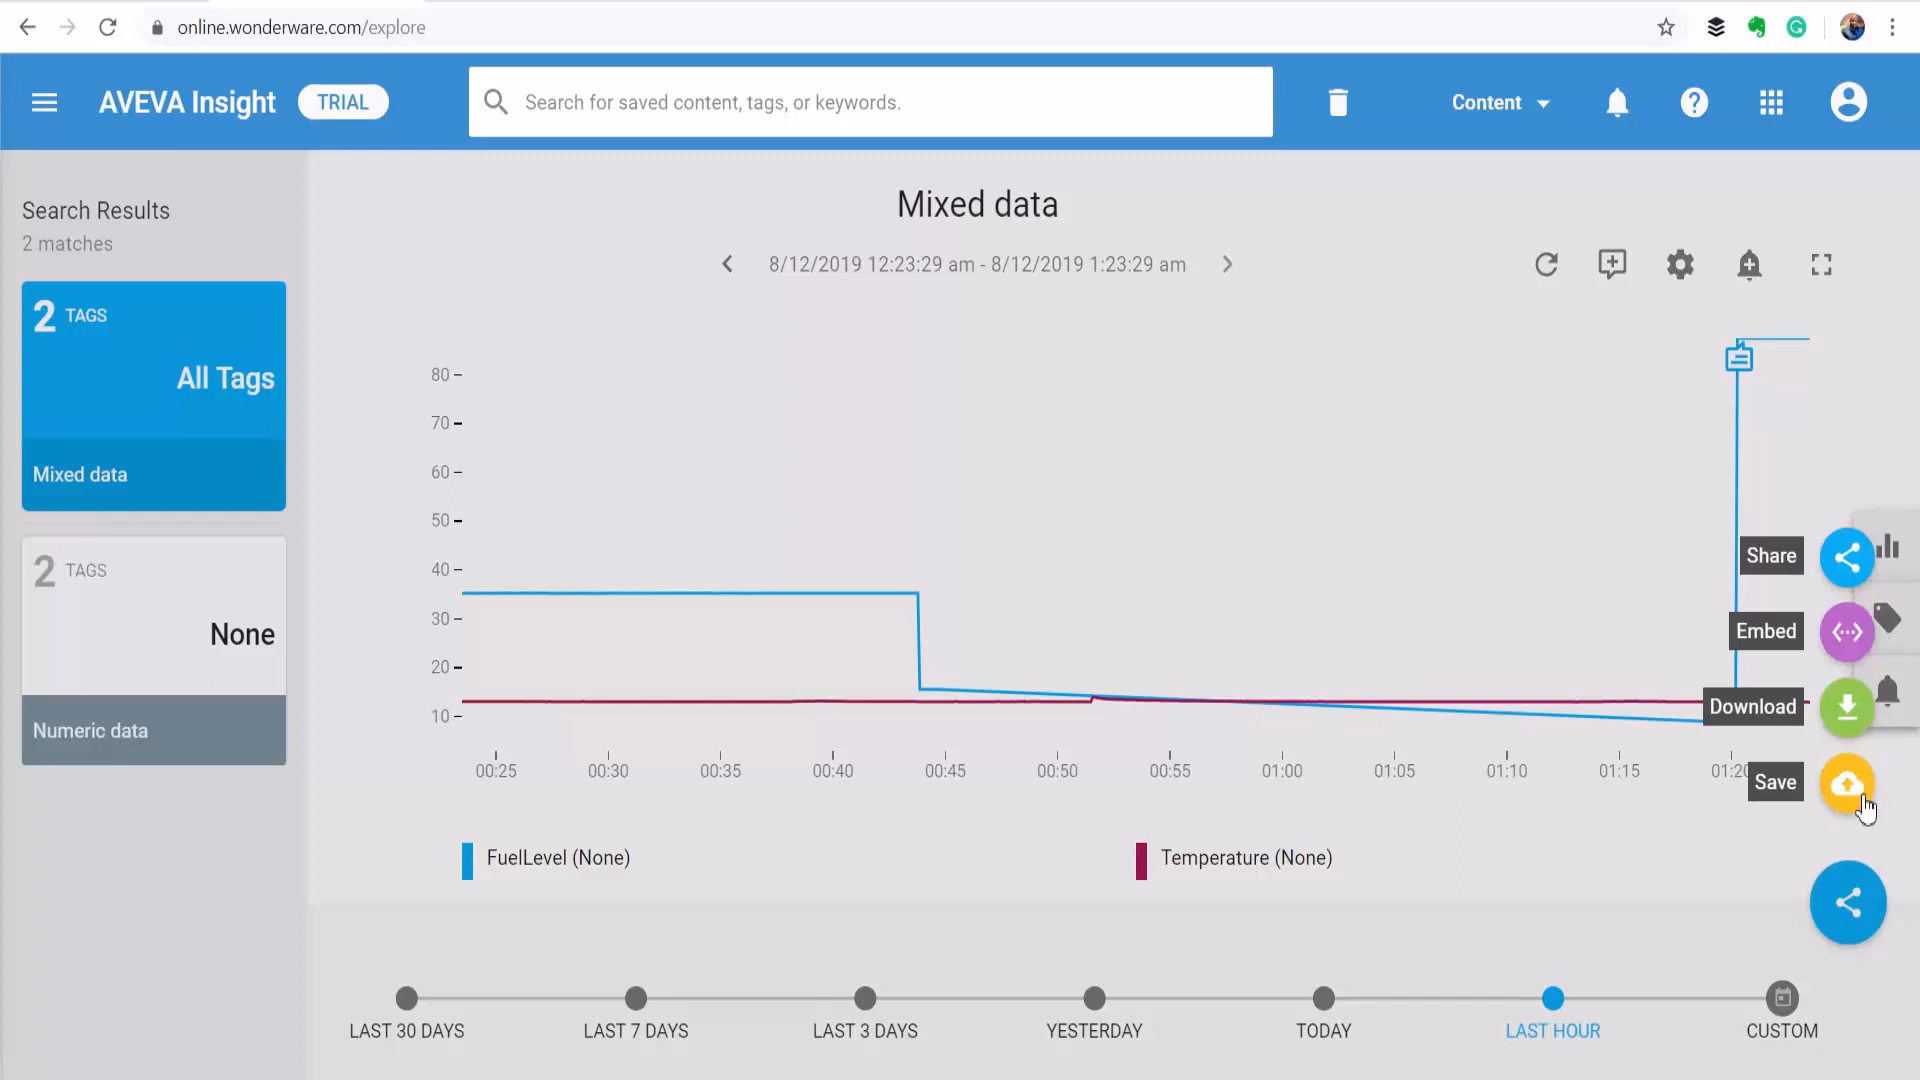 online.wonderware.com/explore
AVEVA Insight
TRIAL
Search for saved content, tags, or keywords.
Content
Search Results
2 matches
2 TAGS
All Tags
Mixed data
2 TAGS
None
Numeric data
Mixed data
8/12/2019 12:23:29 am - 8/12/2019 1:23:29 am
80
70
60
50
40
30
20
10
00:25 00:30 00:35 00:40 00:45 00:50 00:55 01:00 01:05 01:10 01:15 01:20
Share
Embed
Download
Save
FuelLevel (None)
Temperature (None)
LAST 30 DAYS LAST 7 DAYS LAST 3 DAYS YESTERDAY TODAY LAST HOUR CUSTOM